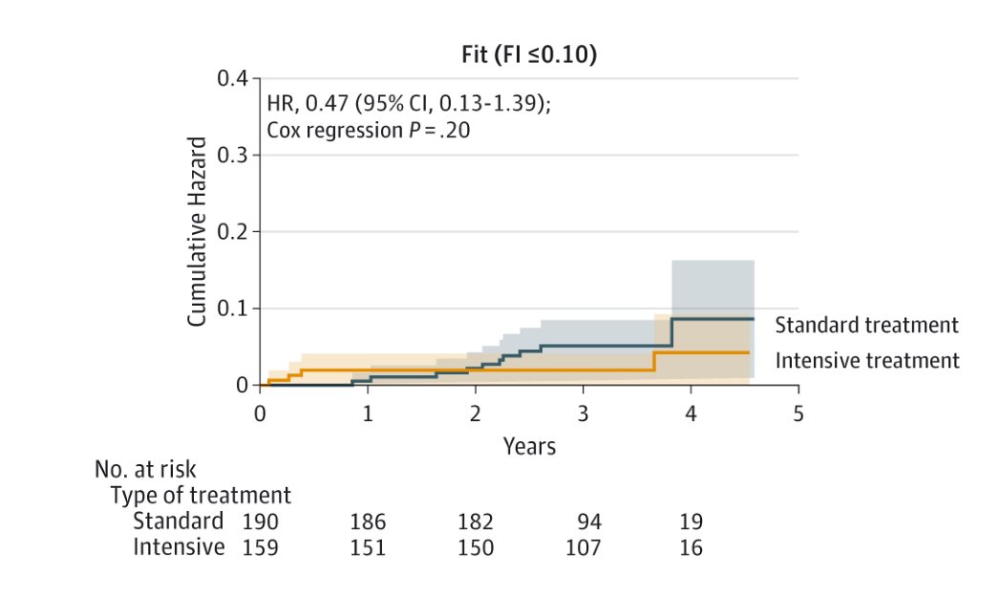 Fit (FI ≤0.10)
HR, 0.47 (95% CI, 0.13-1.39);
Cox regression P = .20
Cumulative Hazard
0.4
0.3
0.2
0.1
0
0 1 2 3 4 5
Years
Standard treatment
Intensive treatment
No. at risk
Type of treatment
Standard 190 186 182 94 19
Intensive 159 151 150 107 16